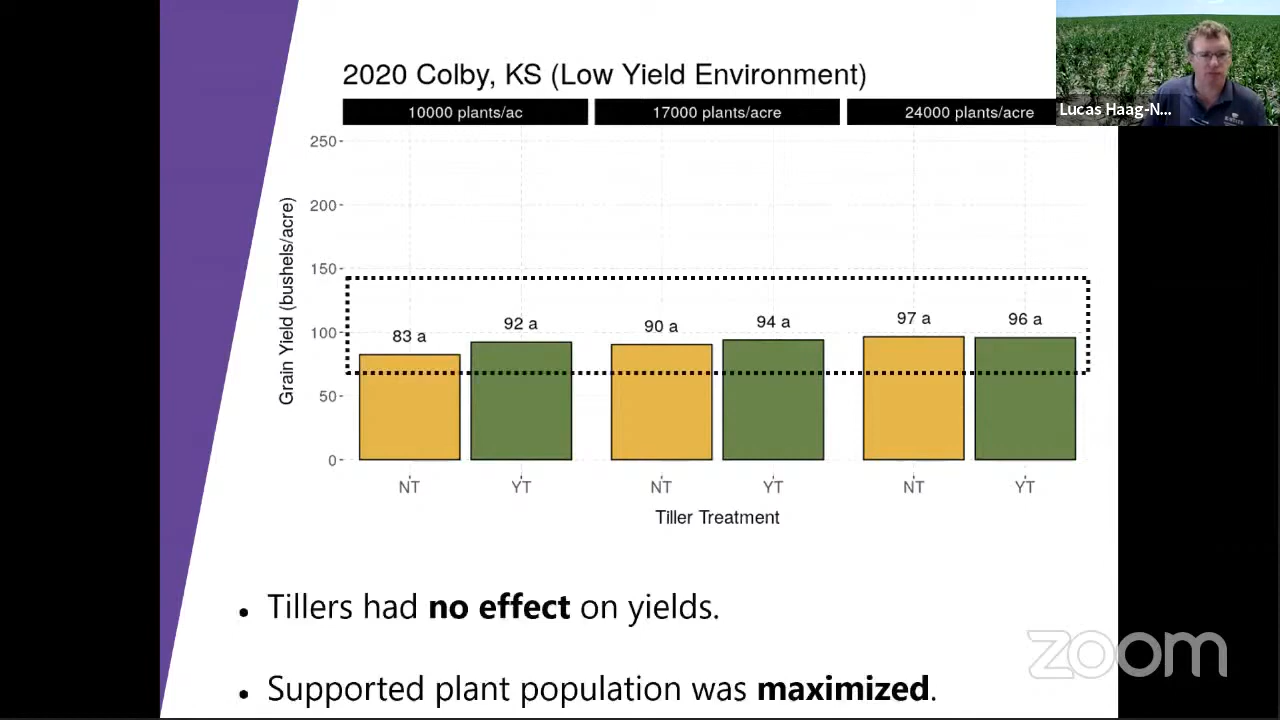 2020 Colby, KS (Low Yield Environment)
10000 plants/ac
17000 plants/acre
24000 plants/acre
Lucas Haag-N...
Grain Yield (bushels/acre)
250
200
150
100
50
0
83 a
92 a
90 a
94 a
97 a
96 a
NT
YT
NT
YT
NT
YT
Tiller Treatment
• Tillers had no effect on yields.
• Supported plant population was maximized.
zoom